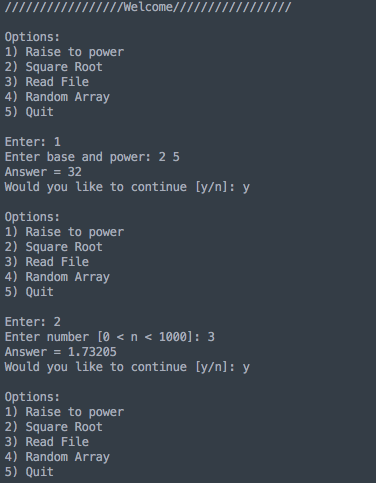 /////////////////Welcome/////////////////
Options:
1) Raise to power
2) Square Root
3) Read File
4) Random Array
5) Quit
Enter: 1
Enter base and power: 2 5
Answer = 32
Would you like to continue [y/n]: y
Options:
1) Raise to power
2) Square Root
3) Read File
4) Random Array
5) Quit
Enter: 2
Enter number [0 < n < 1000]: 3
Answer = 1.73205
Would you like to continue [y/n]: y
Options:
1) Raise to power
2) Square Root
3) Read File
4) Random Array
5) Quit